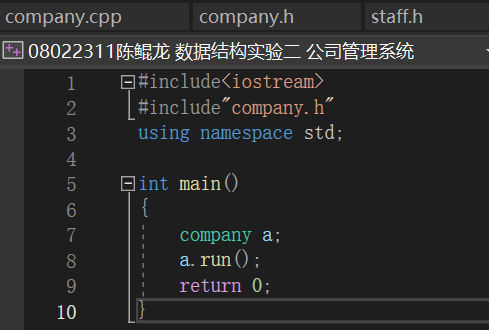 company.cpp company.h staff.h
08022311陈鲲龙 数据结构实验二 公司管理系统
1 #include<iostream>
2 #include"company.h"
3 using namespace std;
4
5 int main()
6 {
7 company a;
8 a.run();
9 return 0;
10 }